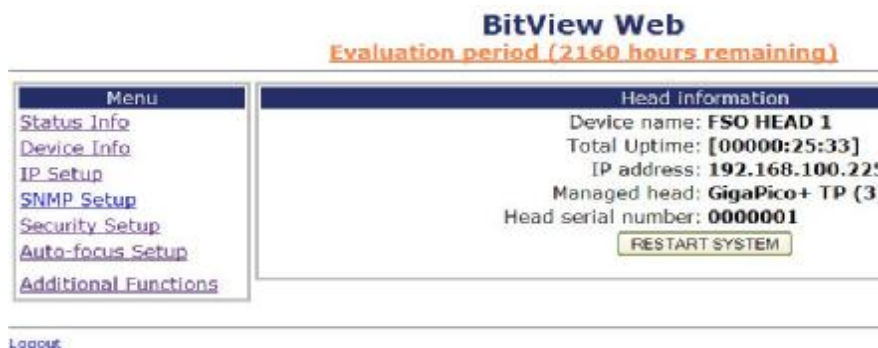 BitView Web
Evaluation period (2160 hours remaining)
Menu
Status Info
Device Info
IP Setup
SNMP Setup
Security Setup
Auto-focus Setup
Additional Functions
Head information
Device name: FSO HEAD 1
Total Uptime: [00000:25:33]
IP address: 192.168.100.225
Managed head: GigaPico+ TP (3
Head serial number: 0000001
RESTART SYSTEM
Logout